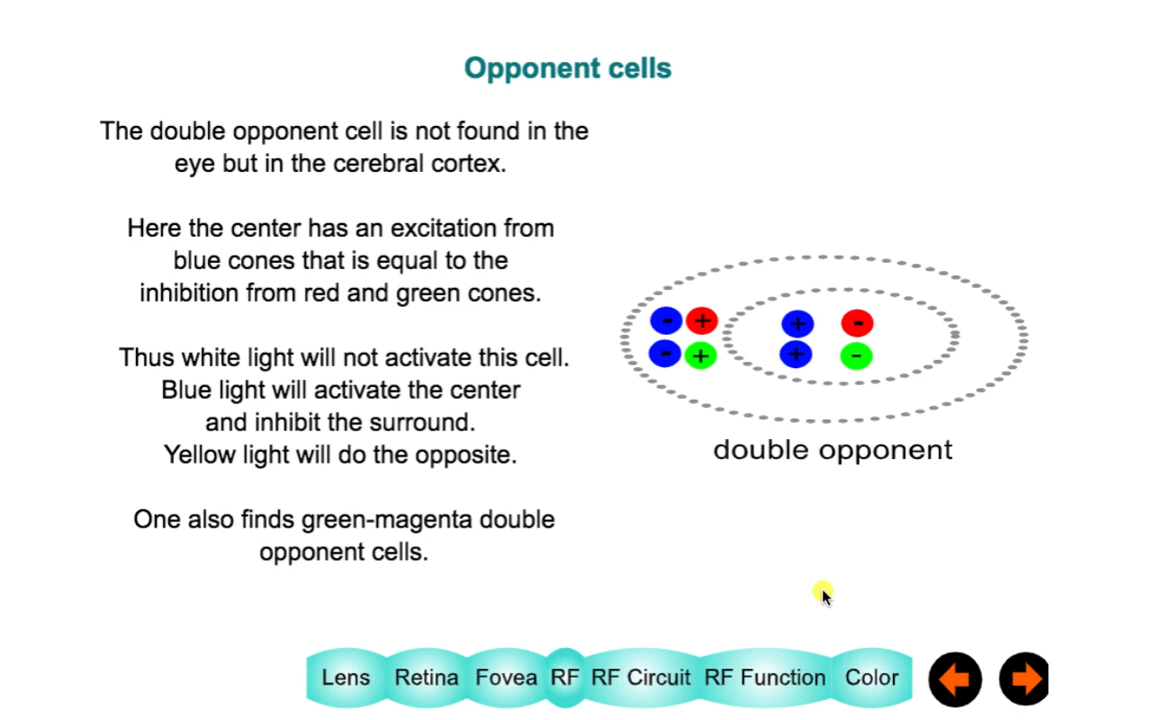 Opponent cells
The double opponent cell is not found in the
eye but in the cerebral cortex.
Here the center has an excitation from
blue cones that is equal to the
inhibition from red and green cones.
Thus white light will not activate this cell.
Blue light will activate the center
and inhibit the surround.
Yellow light will do the opposite.
One also finds green-magenta double
opponent cells.
- + + -
- + + -
double opponent
Lens Retina Fovea RF RF Circuit RF Function Color